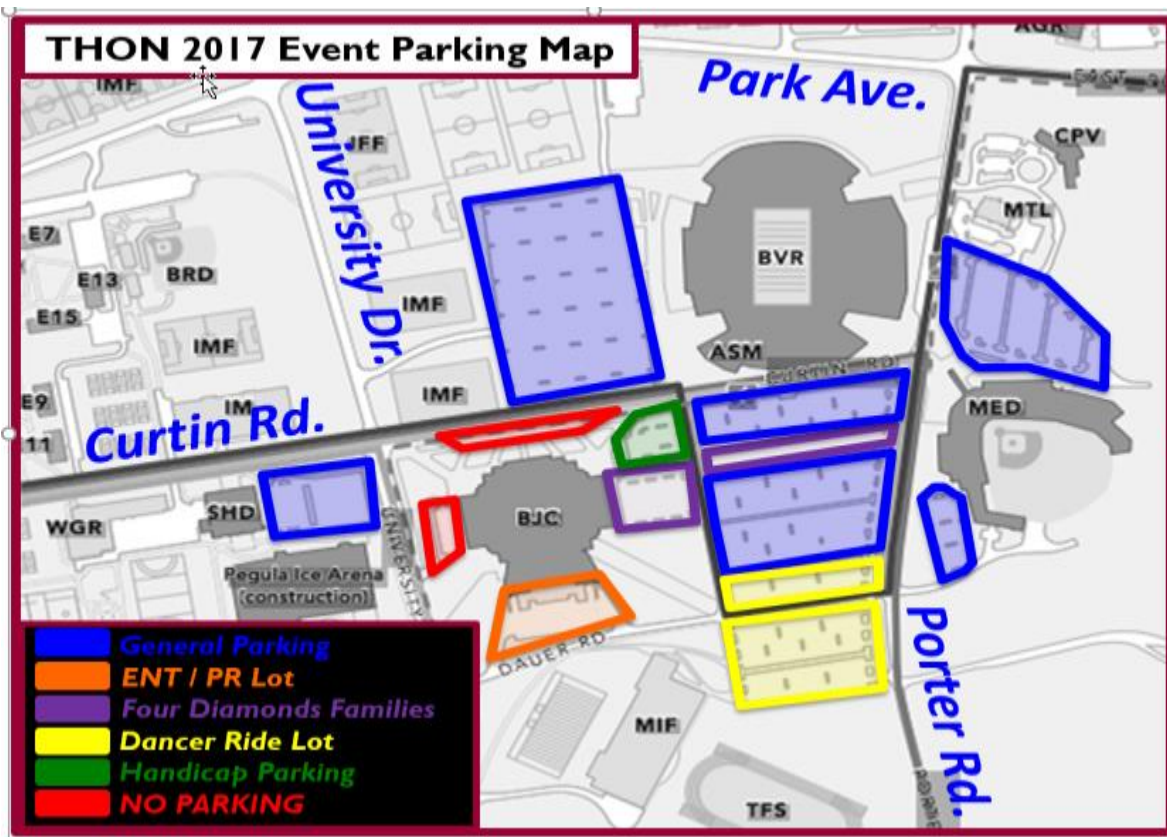 THON 2017 Event Parking Map
AGR
IMF
Park Ave.
University Dr.
JFF
CPV
MTL
E7
E13
BRD
BVR
E15
IMF
IMF
ASM
CURTIN RD
E9
IM
IMF
MED
11
Curtin Rd.
WGR
SHD
BJC
UNIVERSITY
Pegula Ice Arena
(construction)
DAUER RD
Porter Rd.
MIF
TFS
General Parking
ENT / PR Lot
Four Diamonds Families
Dancer Ride Lot
Handicap Parking
NO PARKING